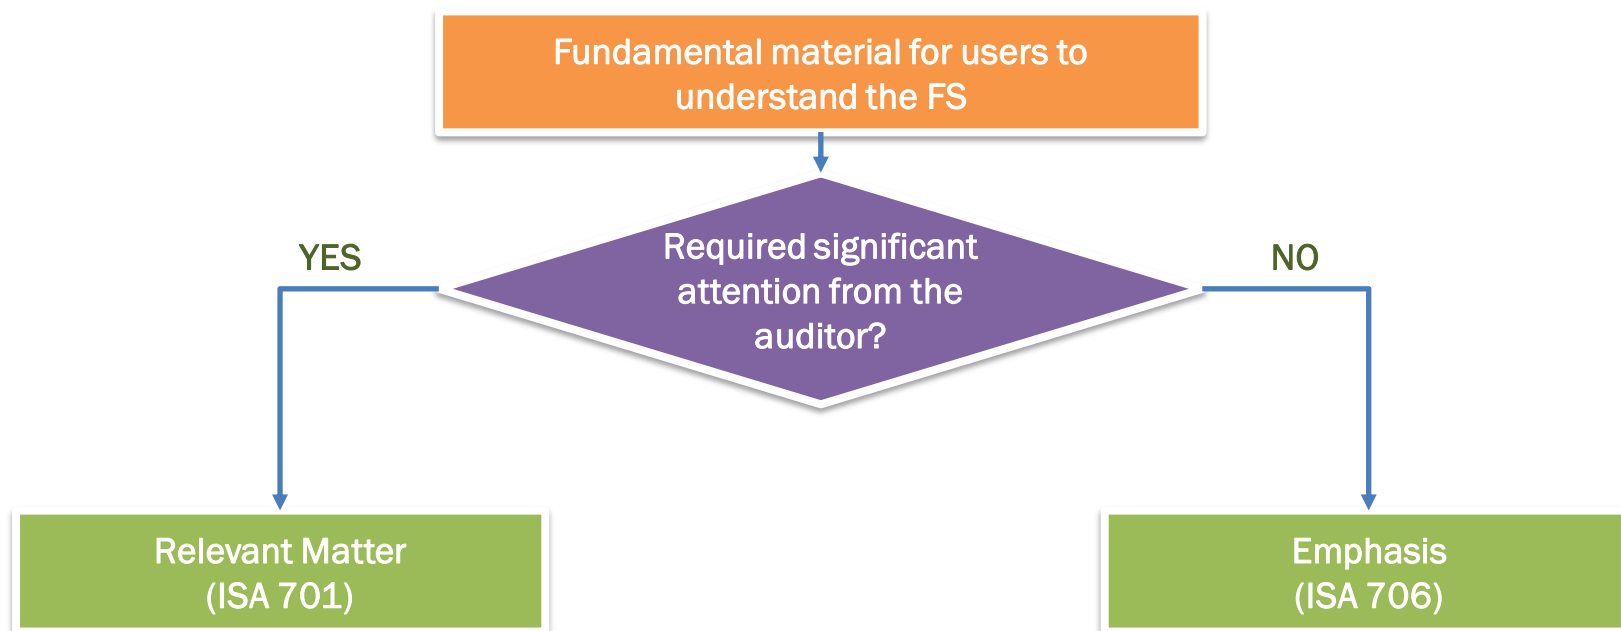 Fundamental material for users to
understand the FS
Required significant
attention from the
auditor?
YES
NO
Relevant Matter
(ISA 701)
Emphasis
(ISA 706)